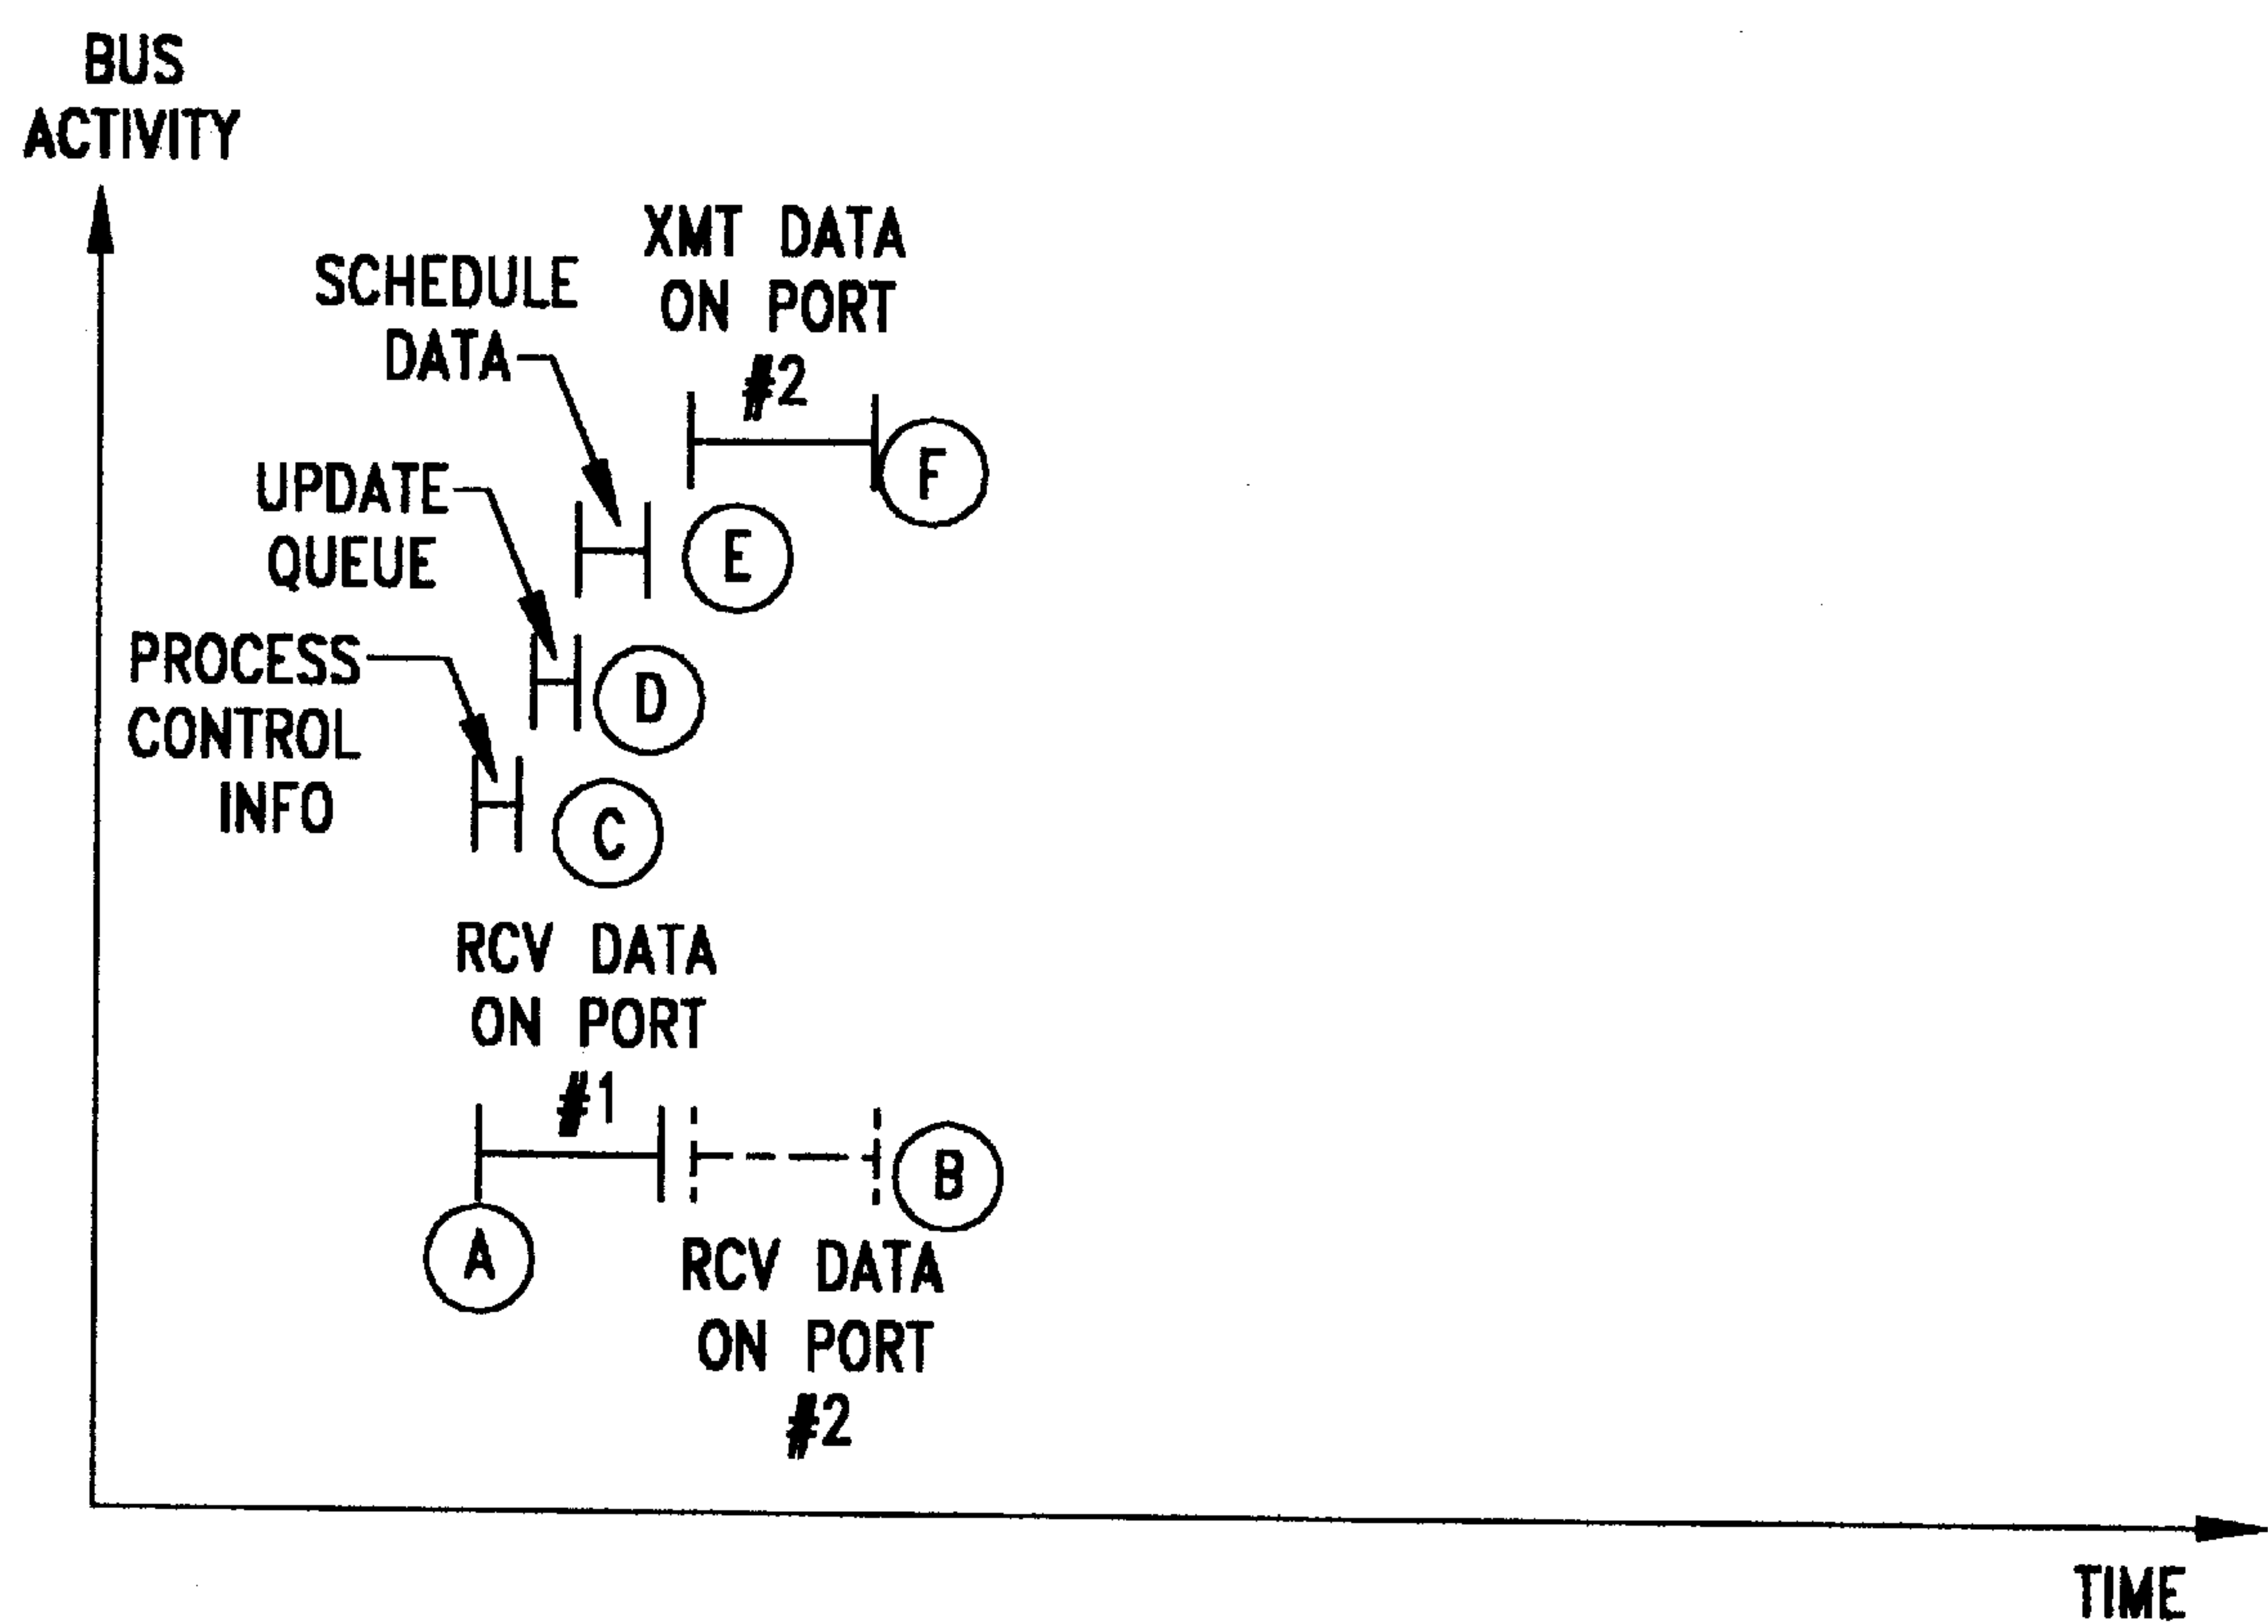 BUS
ACTIVITY
XMT DATA
ON PORT
#2
SCHEDULE
DATA
F
UPDATE
QUEUE
E
PROCESS
CONTROL
INFO
D
C
RCV DATA
ON PORT
#1
B
A
RCV DATA
ON PORT
#2
TIME